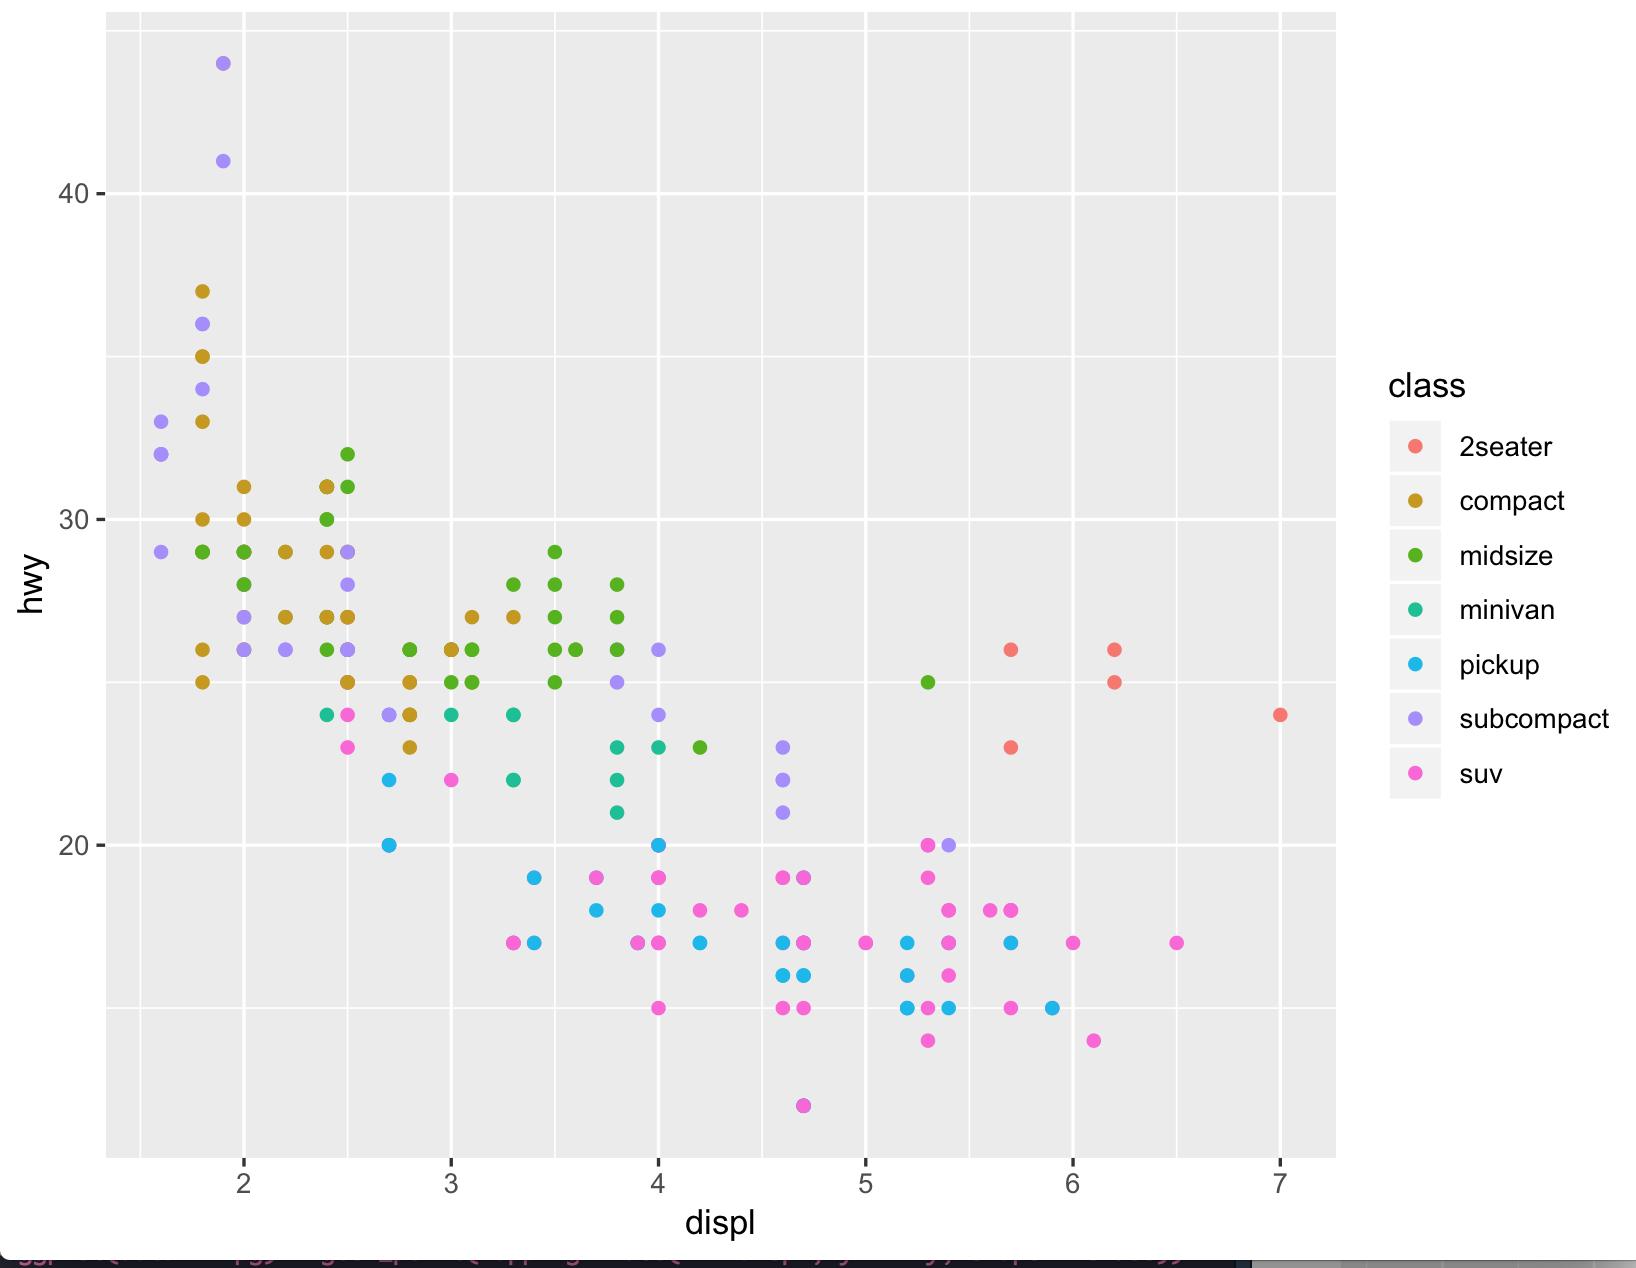 40
30
20
hwy
2
3
4
5
6
7
displ
class
2seater
compact
midsize
minivan
pickup
subcompact
suv